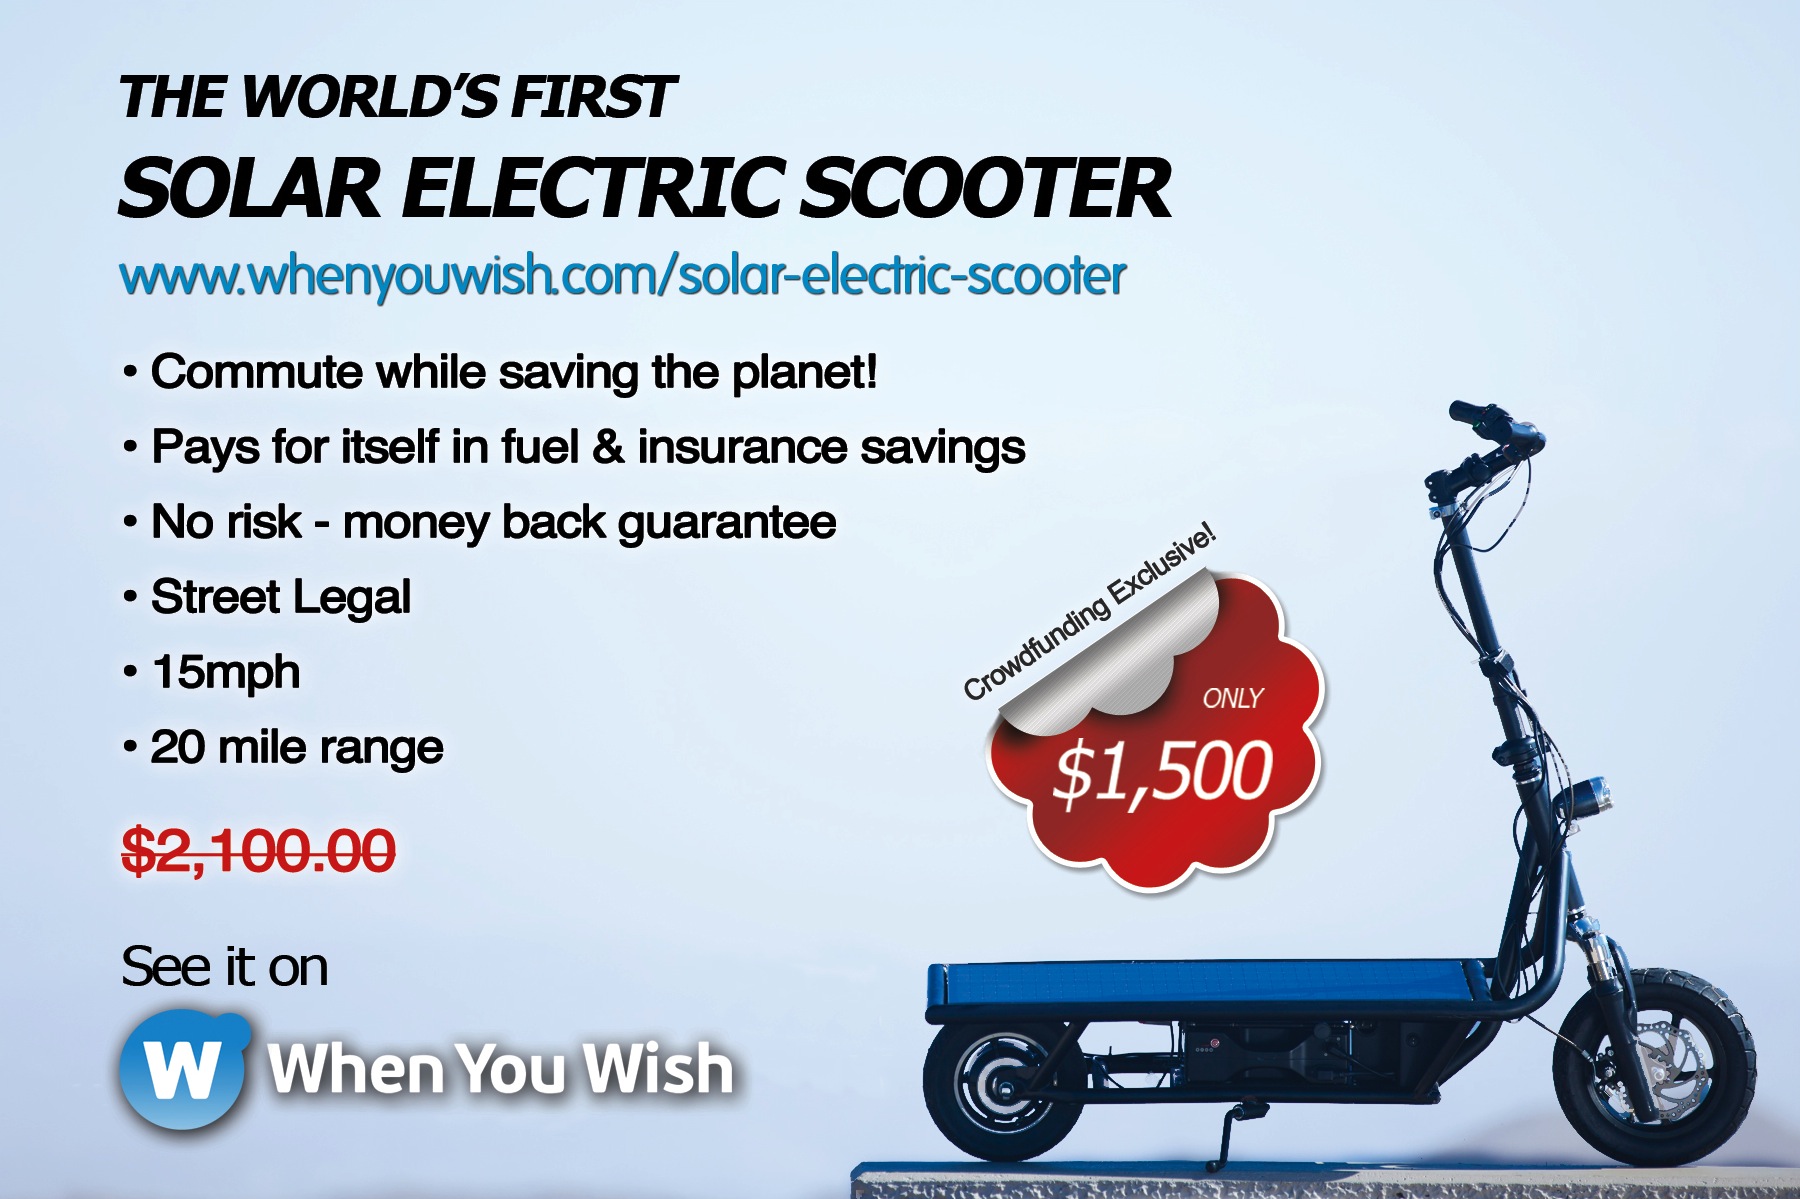 THE WORLD'S FIRST
SOLAR ELECTRIC SCOOTER
www.whenyouwish.com/solar-electric-scooter
• Commute while saving the planet!
• Pays for itself in fuel & insurance savings
• No risk - money back guarantee
• Street Legal
• 15mph
• 20 mile range
$2,100.00
Crowdfunding Exclusive!
ONLY
$1,500
See it on
W When You Wish